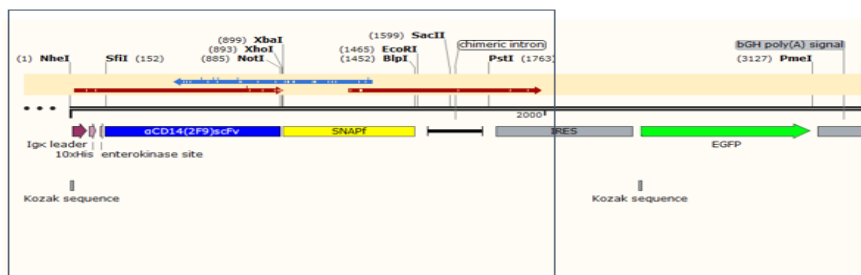 (1599) SacII
(899) XbaI
(893) XhoI
(885) NotI
(1465) EcoRI
(1452) BlpI
chimeric intron
bGH poly(A) signal
(1) NheI
SfiI (152)
PstI (1763)
(3127) PmeI
2000
αCD14(2F9)scFv
SNAPf
IRES
EGFP
Igκ leader
10xHis
enterokinase site
Kozak sequence
Kozak sequence